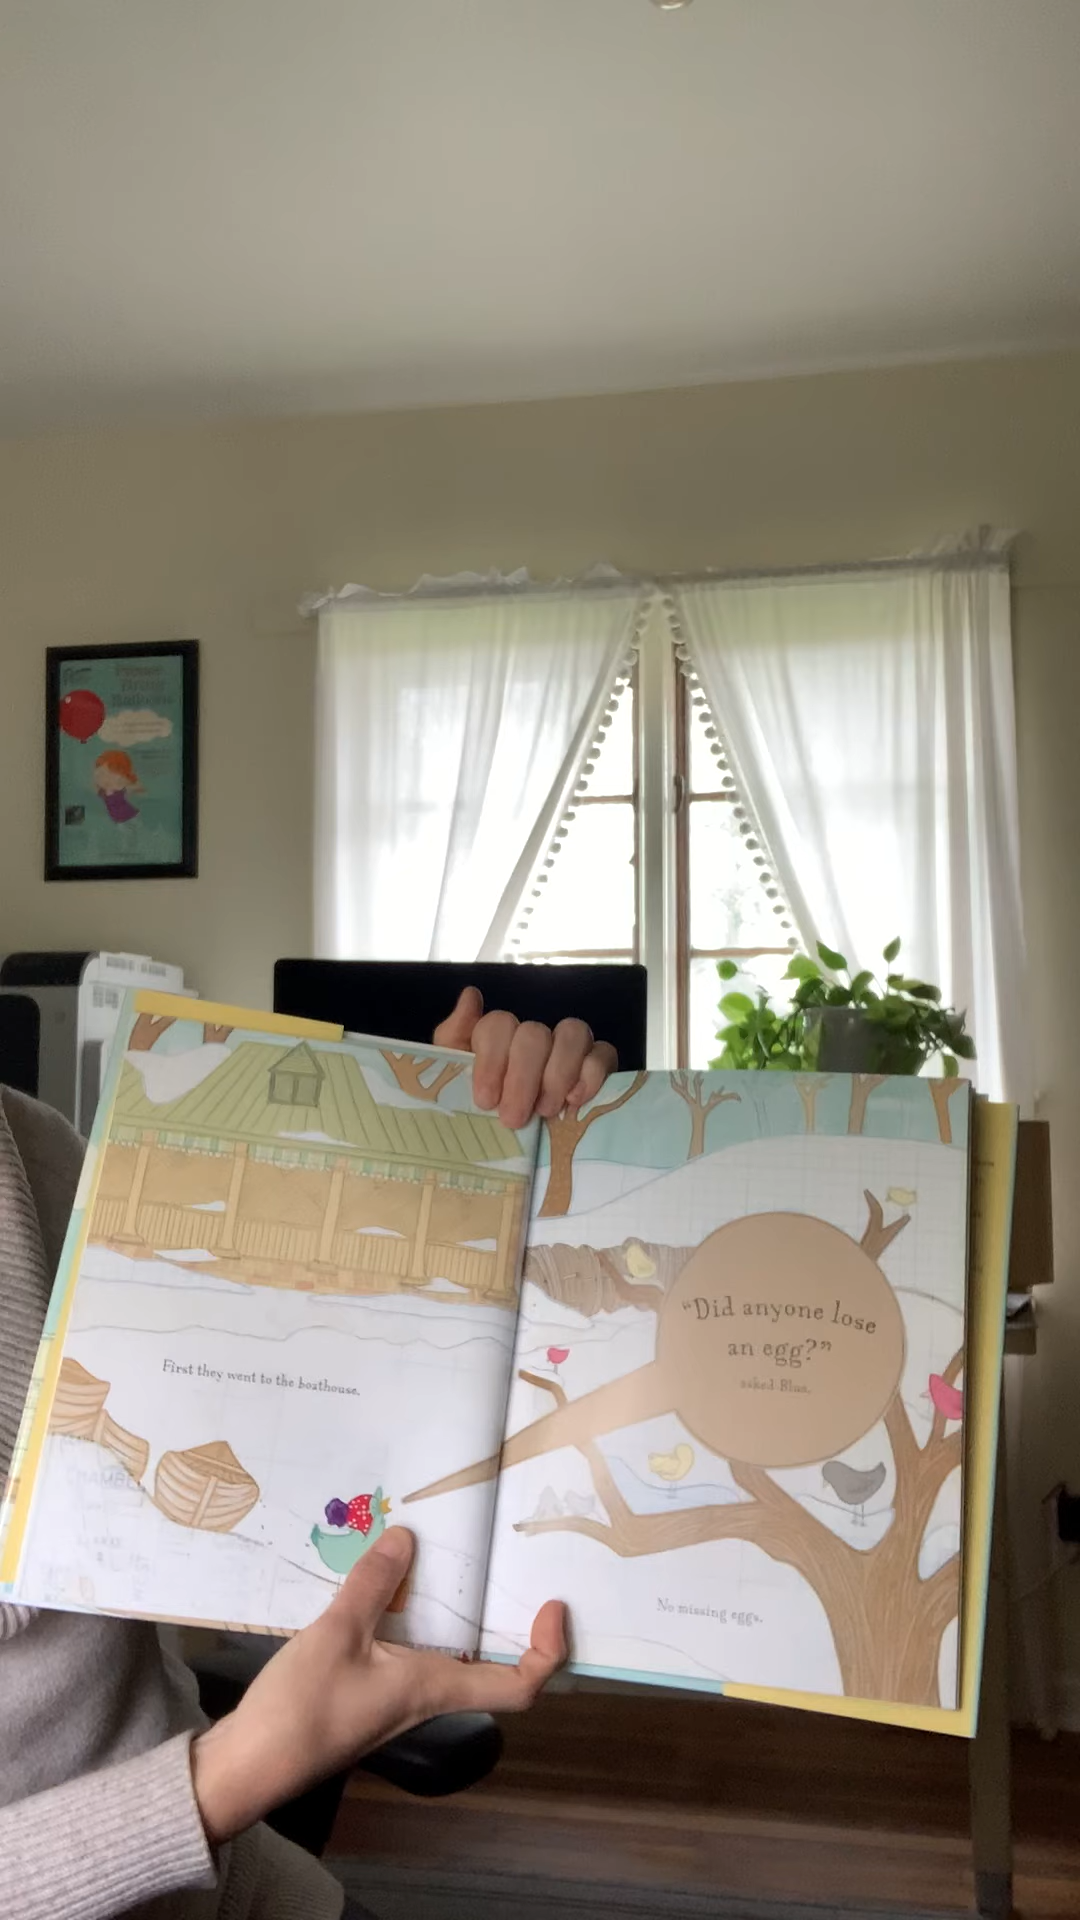 First they went to the boathouse.
“Did anyone lose
an egg?”
asked Blue.
No missing eggs.